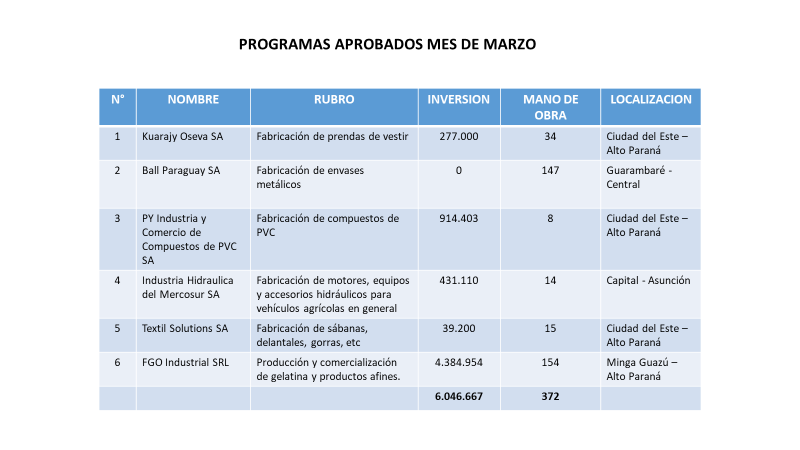 PROGRAMAS APROBADOS MES DE MARZO
N° NOMBRE RUBRO INVERSION MANO DE LOCALIZACION
OBRA
1 Kuarajy Oseva SA Fabricación de prendas de vestir 277.000 34 Ciudad del Este –
Alto Paraná
2 Ball Paraguay SA Fabricación de envases 0 147 Guarambaré -
metálicos Central
3 PY Industria y Fabricación de compuestos de 914.403 8 Ciudad del Este –
Comercio de PVC Alto Paraná
Compuestos de PVC
SA
4 Industria Hidraulica Fabricación de motores, equipos 431.110 14 Capital - Asunción
del Mercosur SA y accesorios hidráulicos para
vehículos agrícolas en general
5 Textil Solutions SA Fabricación de sábanas, 39.200 15 Ciudad del Este –
delantales, gorras, etc Alto Paraná
6 FGO Industrial SRL Producción y comercialización 4.384.954 154 Minga Guazú –
de gelatina y productos afines. Alto Paraná
6.046.667 372